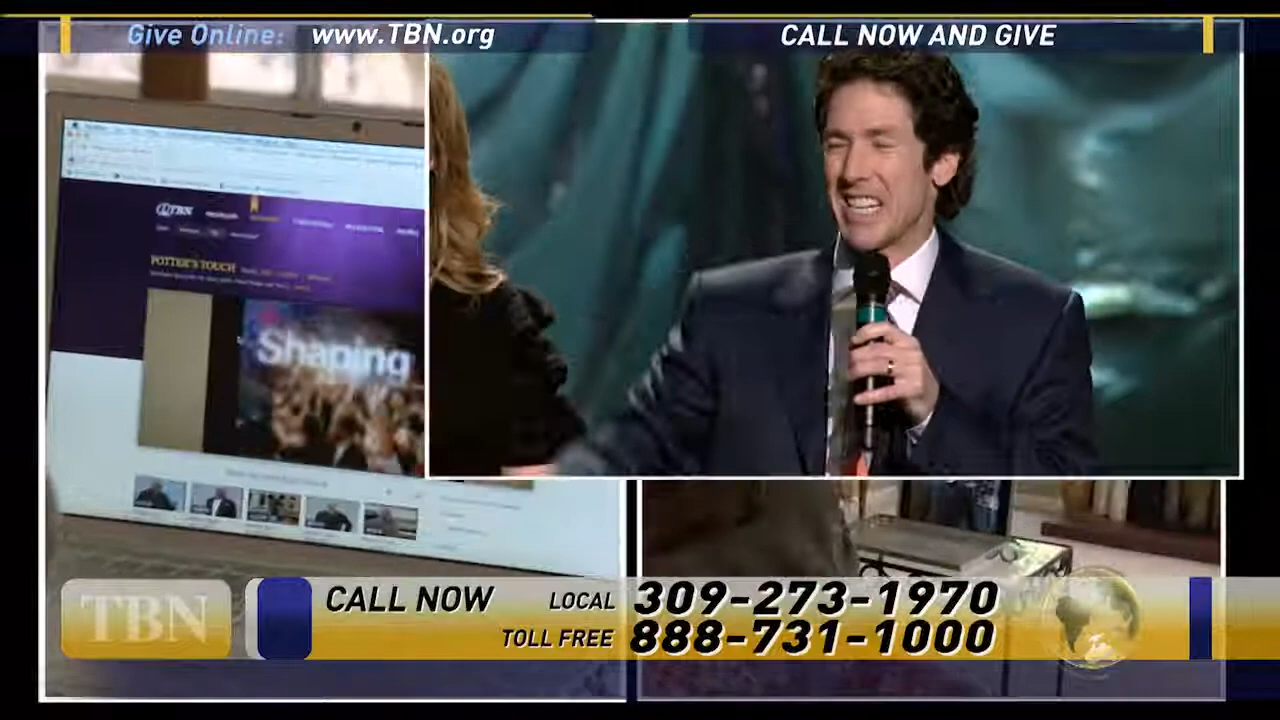 Give Online: www.TBN.org
CALL NOW AND GIVE
TBN
POTTER'S TOUCH
Shaping
TBN
CALL NOW
LOCAL 309-273-1970
TOLL FREE 888-731-1000